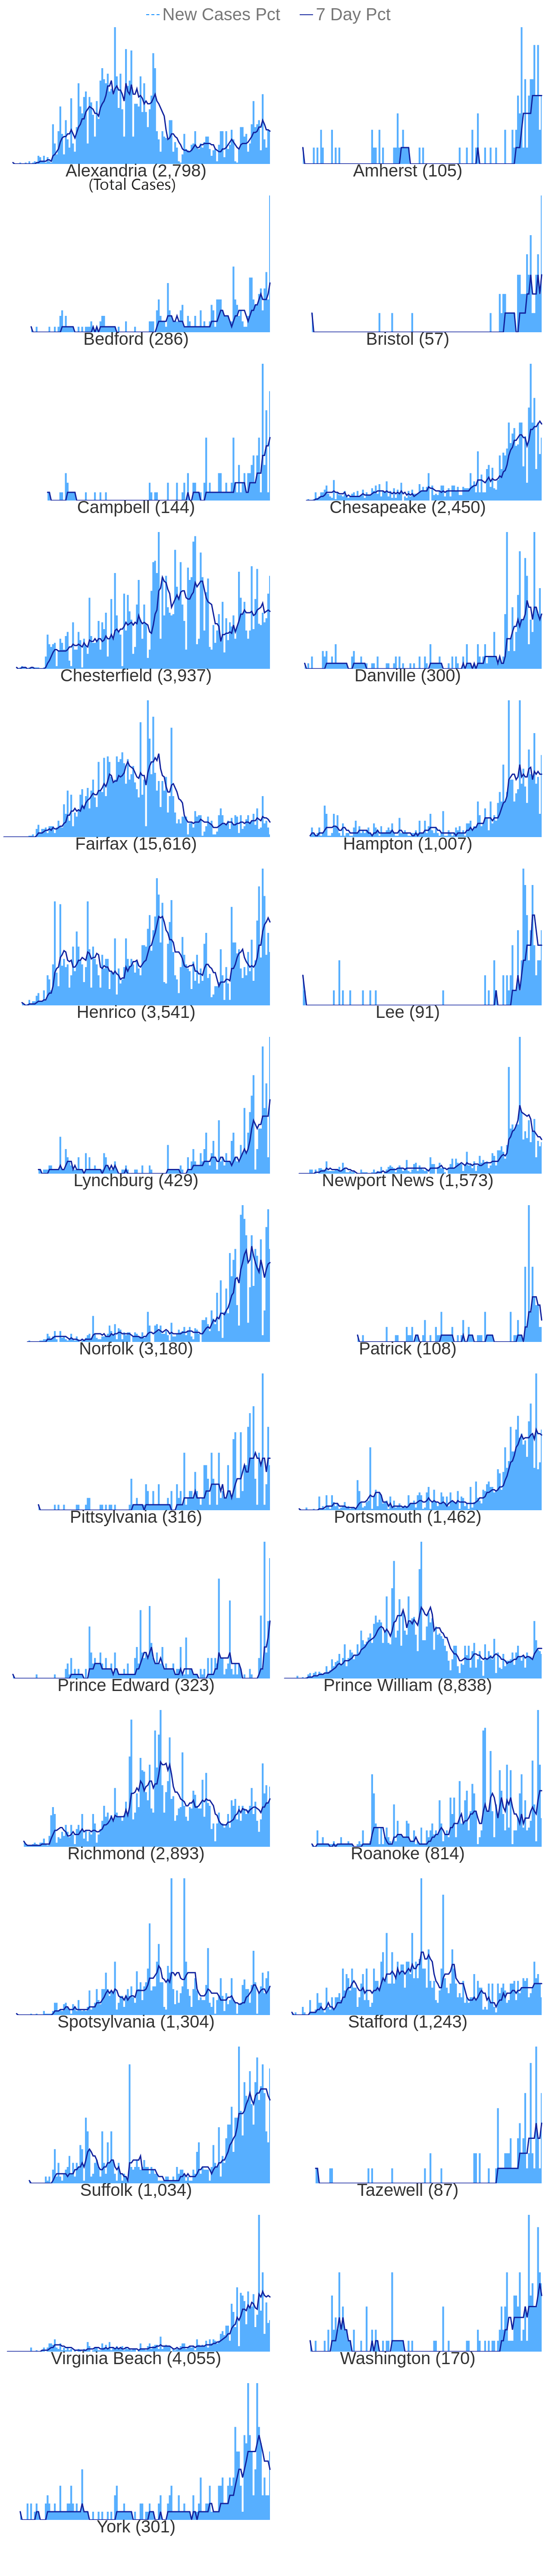 New Cases Pct 7 Day Pct
Alexandria (2,798) Amherst (105)
(Total Cases)
Bedford (286) Bristol (57)
Campbell (144) Chesapeake (2,450)
Chesterfield (3,937) Danville (300)
Fairfax (15,616) Hampton (1,007)
Henrico (3,541) Lee (91)
Lynchburg (429) Newport News (1,573)
Norfolk (3,180) Patrick (108)
Pittsylvania (316) Portsmouth (1,462)
Prince Edward (323) Prince William (8,838)
Richmond (2,893) Roanoke (814)
Spotsylvania (1,304) Stafford (1,243)
Suffolk (1,034) Tazewell (87)
Virginia Beach (4,055) Washington (170)
York (301)